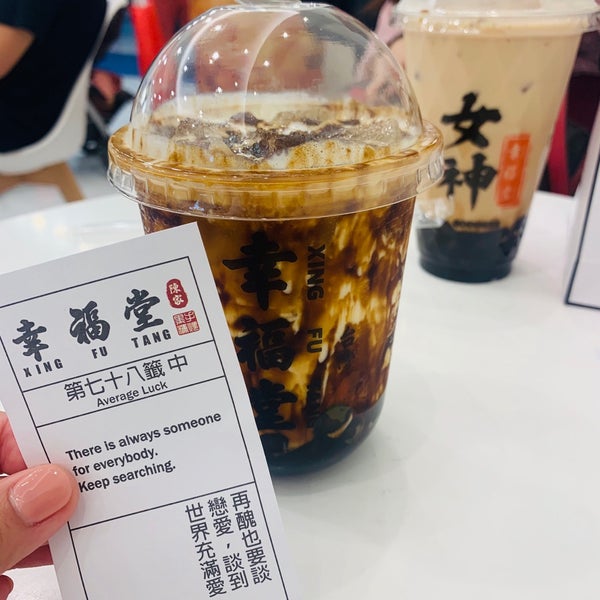 幸福堂
陳家
XING FU TANG
第七十八籤 中
Average Luck
There is always someone
for everybody.
Keep searching.
再醜也要談
戀愛，談到
世界充滿愛
幸福堂
XING
FU
女神